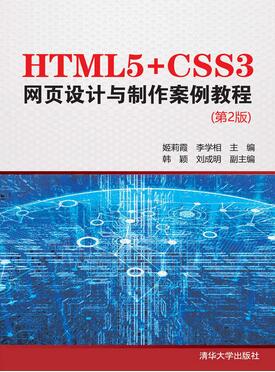 HTML5+CSS3
网页设计与制作案例教程
(第2版)
姬莉霞 李学相 主 编
韩 颖 刘成明 副主编
清华大学出版社